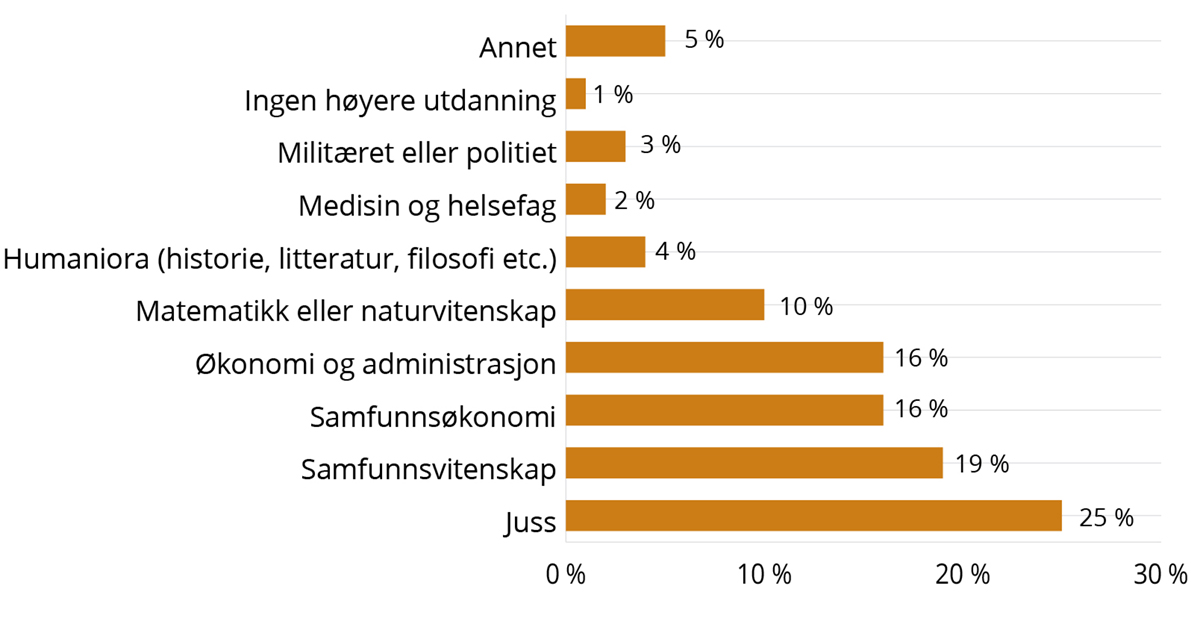 Annet 5 %
Ingen høyere utdanning 1 %
Militæret eller politiet 3 %
Medisin og helsefag 2 %
Humaniora (historie, litteratur, filosofi etc.) 4 %
Matematikk eller naturvitenskap 10 %
Økonomi og administrasjon 16 %
Samfunnsøkonomi 16 %
Samfunnsvitenskap 19 %
Juss 25 %
0 % 10 % 20 % 30 %